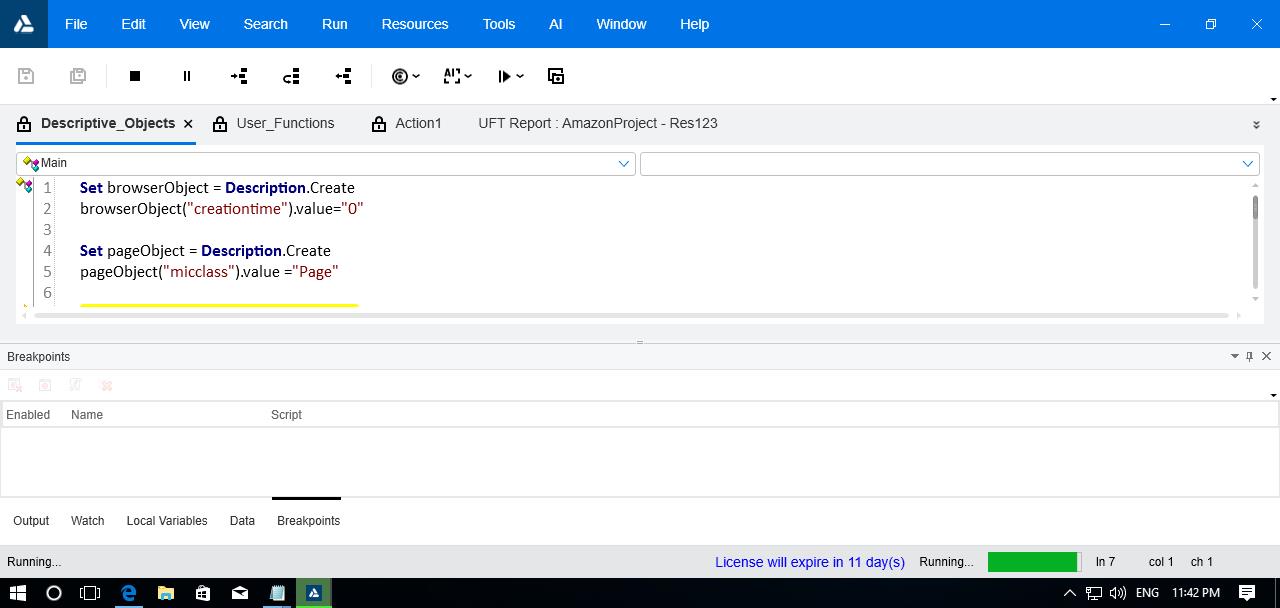 File Edit View Search Run Resources Tools AI Window Help
AI
Descriptive_Objects User_Functions Action1 UFT Report : AmazonProject - Res123
Main
1 Set browserObject = Description.Create
2 browserObject("creationtime").value="0"
3
4 Set pageObject = Description.Create
5 pageObject("micclass").value ="Page"
6
Breakpoints
Enabled Name Script
Output Watch Local Variables Data Breakpoints
Running... License will expire in 11 day(s) Running... ln 7 col 1 ch 1
ENG 11:42 PM